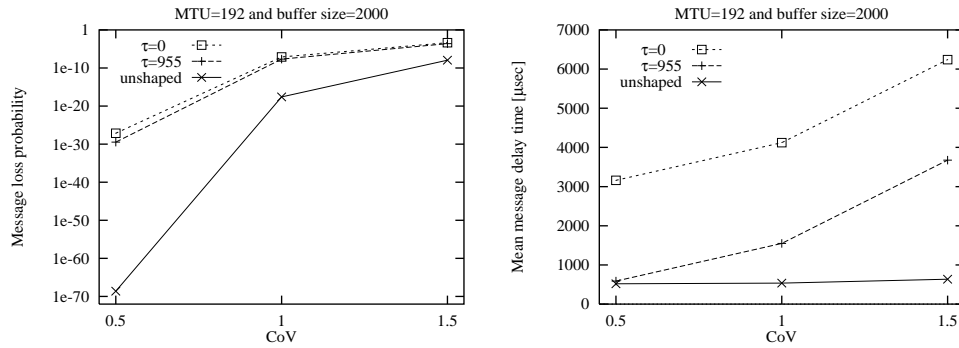 MTU=192 and buffer size=2000
1
1e-10
1e-20
1e-30
1e-40
1e-50
1e-60
1e-70
Message loss probability
τ=0
τ=955
unshaped
0.5
1
1.5
CoV
MTU=192 and buffer size=2000
7000
6000
5000
4000
3000
2000
1000
0
Mean message delay time [μsec]
τ=0
τ=955
unshaped
0.5
1
1.5
CoV